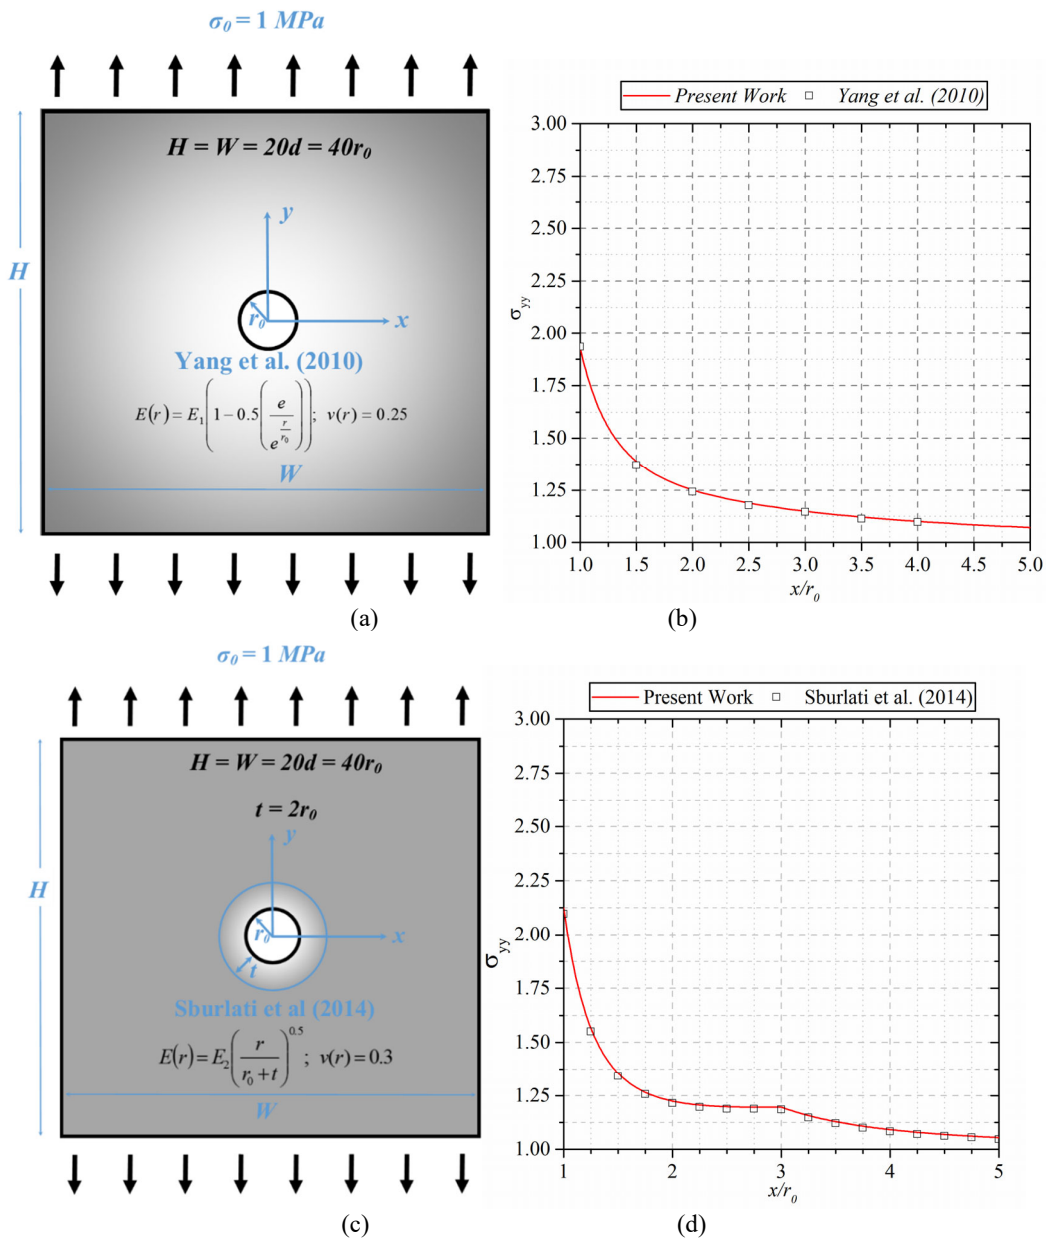 σ₀ = 1 MPa
H = W = 20d = 40r₀
y
H
x
r₀
Yang et al. (2010)
E(r) = E₁(1 − 0.5(e / e^(r/r₀))); ν(r) = 0.25
W
(a)
Present Work Yang et al. (2010)
3.00
2.75
2.50
2.25
2.00
1.75
1.50
1.25
1.00
σyy
1.0 1.5 2.0 2.5 3.0 3.5 4.0 4.5 5.0
x/r₀
(b)
σ₀ = 1 MPa
H = W = 20d = 40r₀
t = 2r₀
y
H
r₀
x
t
Sburlati et al (2014)
E(r) = E₂(r / (r₀ + t))^0.5; ν(r) = 0.3
W
(c)
Present Work Sburlati et al. (2014)
3.00
2.75
2.50
2.25
2.00
1.75
1.50
1.25
1.00
σyy
1 2 3 4 5
x/r₀
(d)